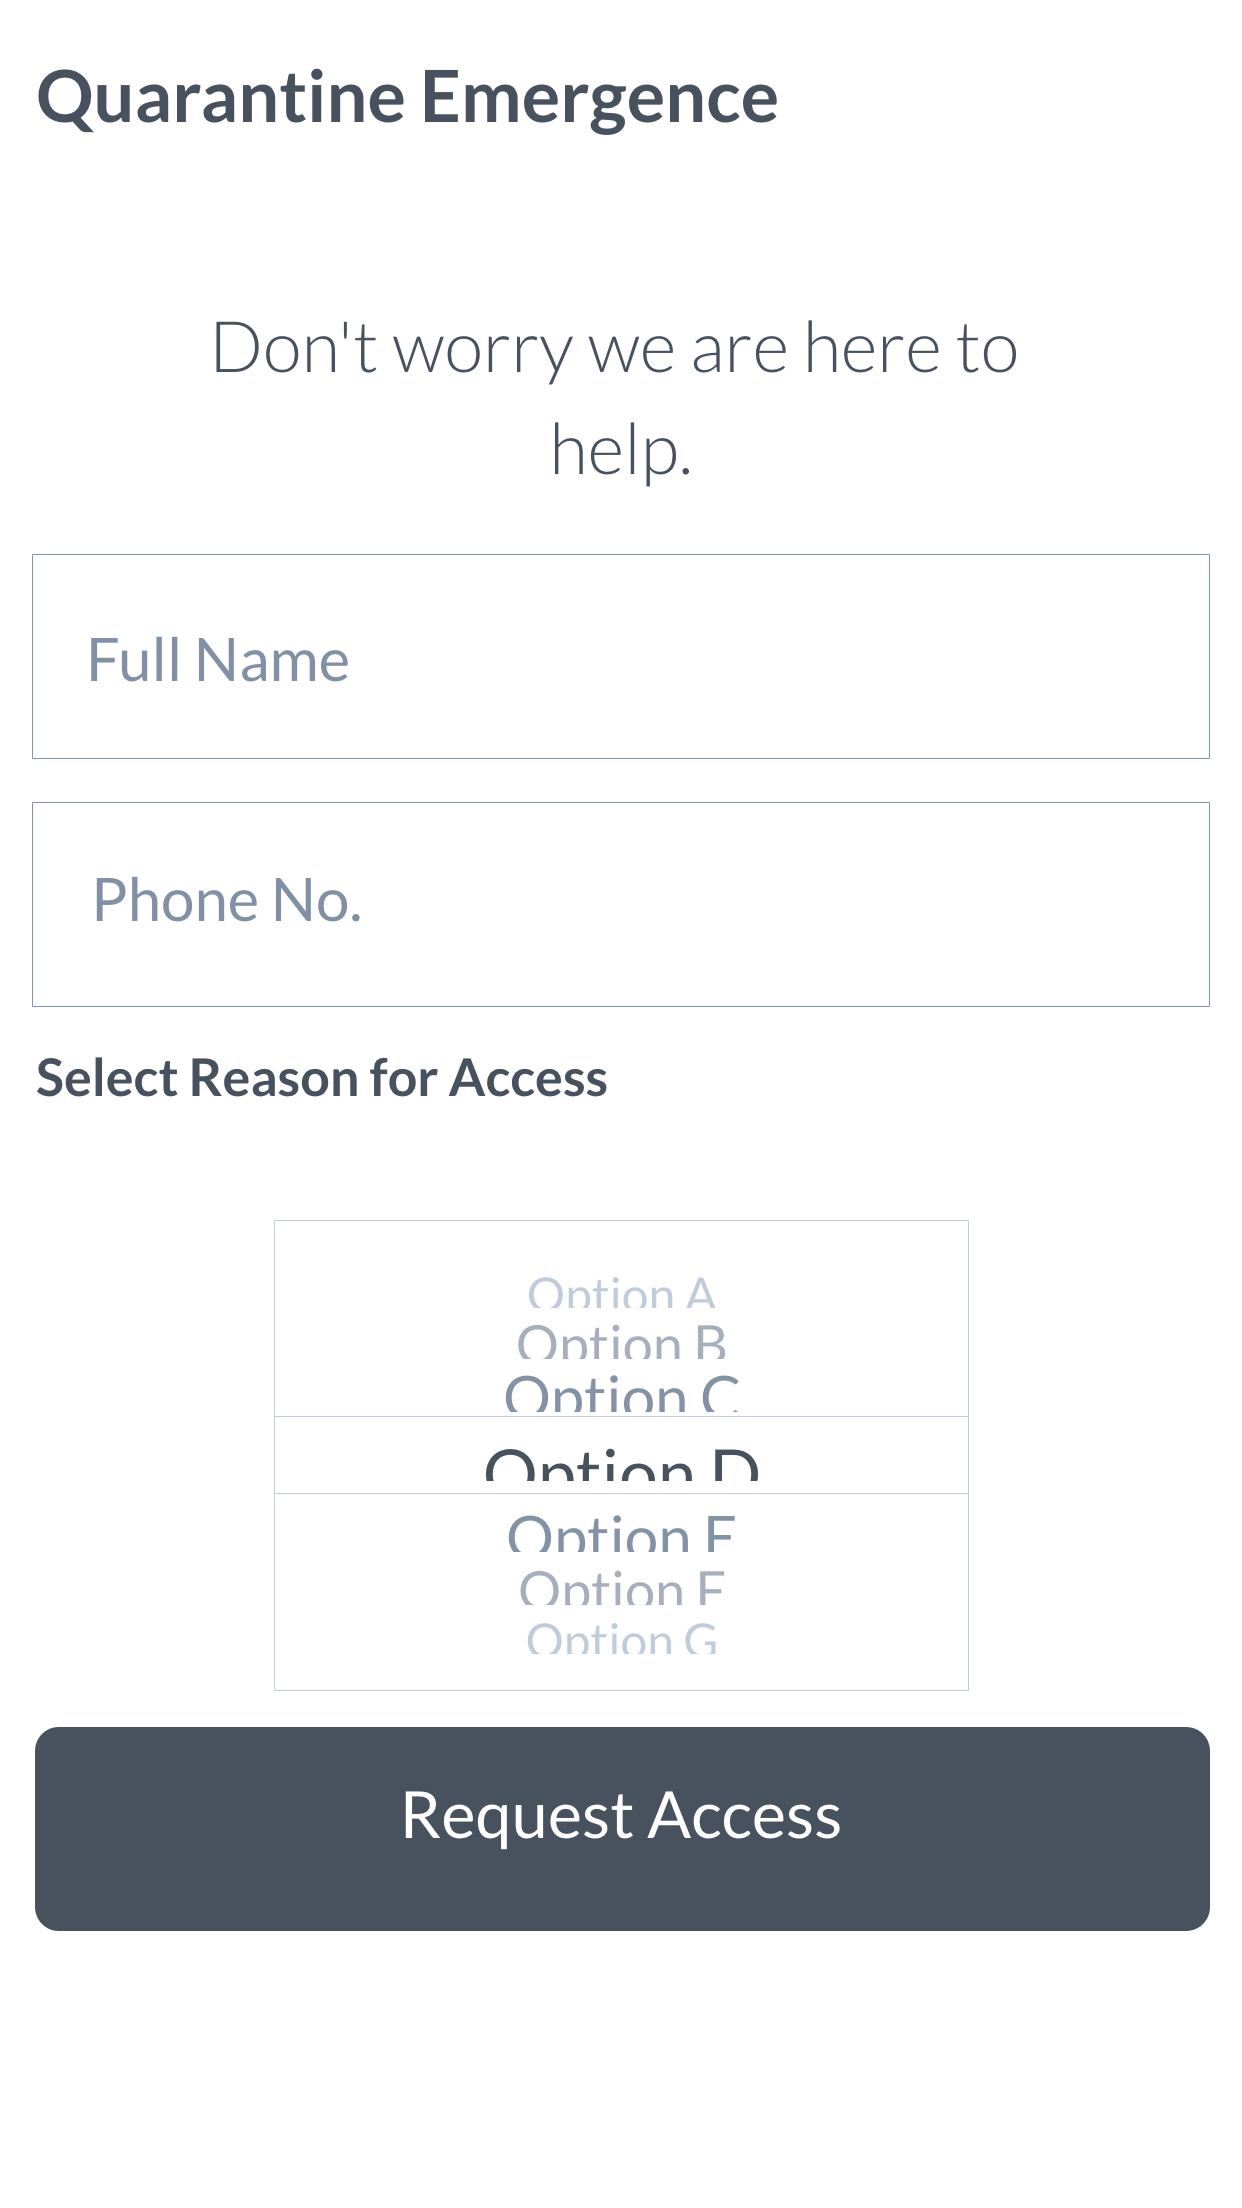 Quarantine Emergence
Don't worry we are here to
help.
Full Name
Phone No.
Select Reason for Access
Option A
Option B
Option C
Option D
Option E
Option F
Option G
Request Access